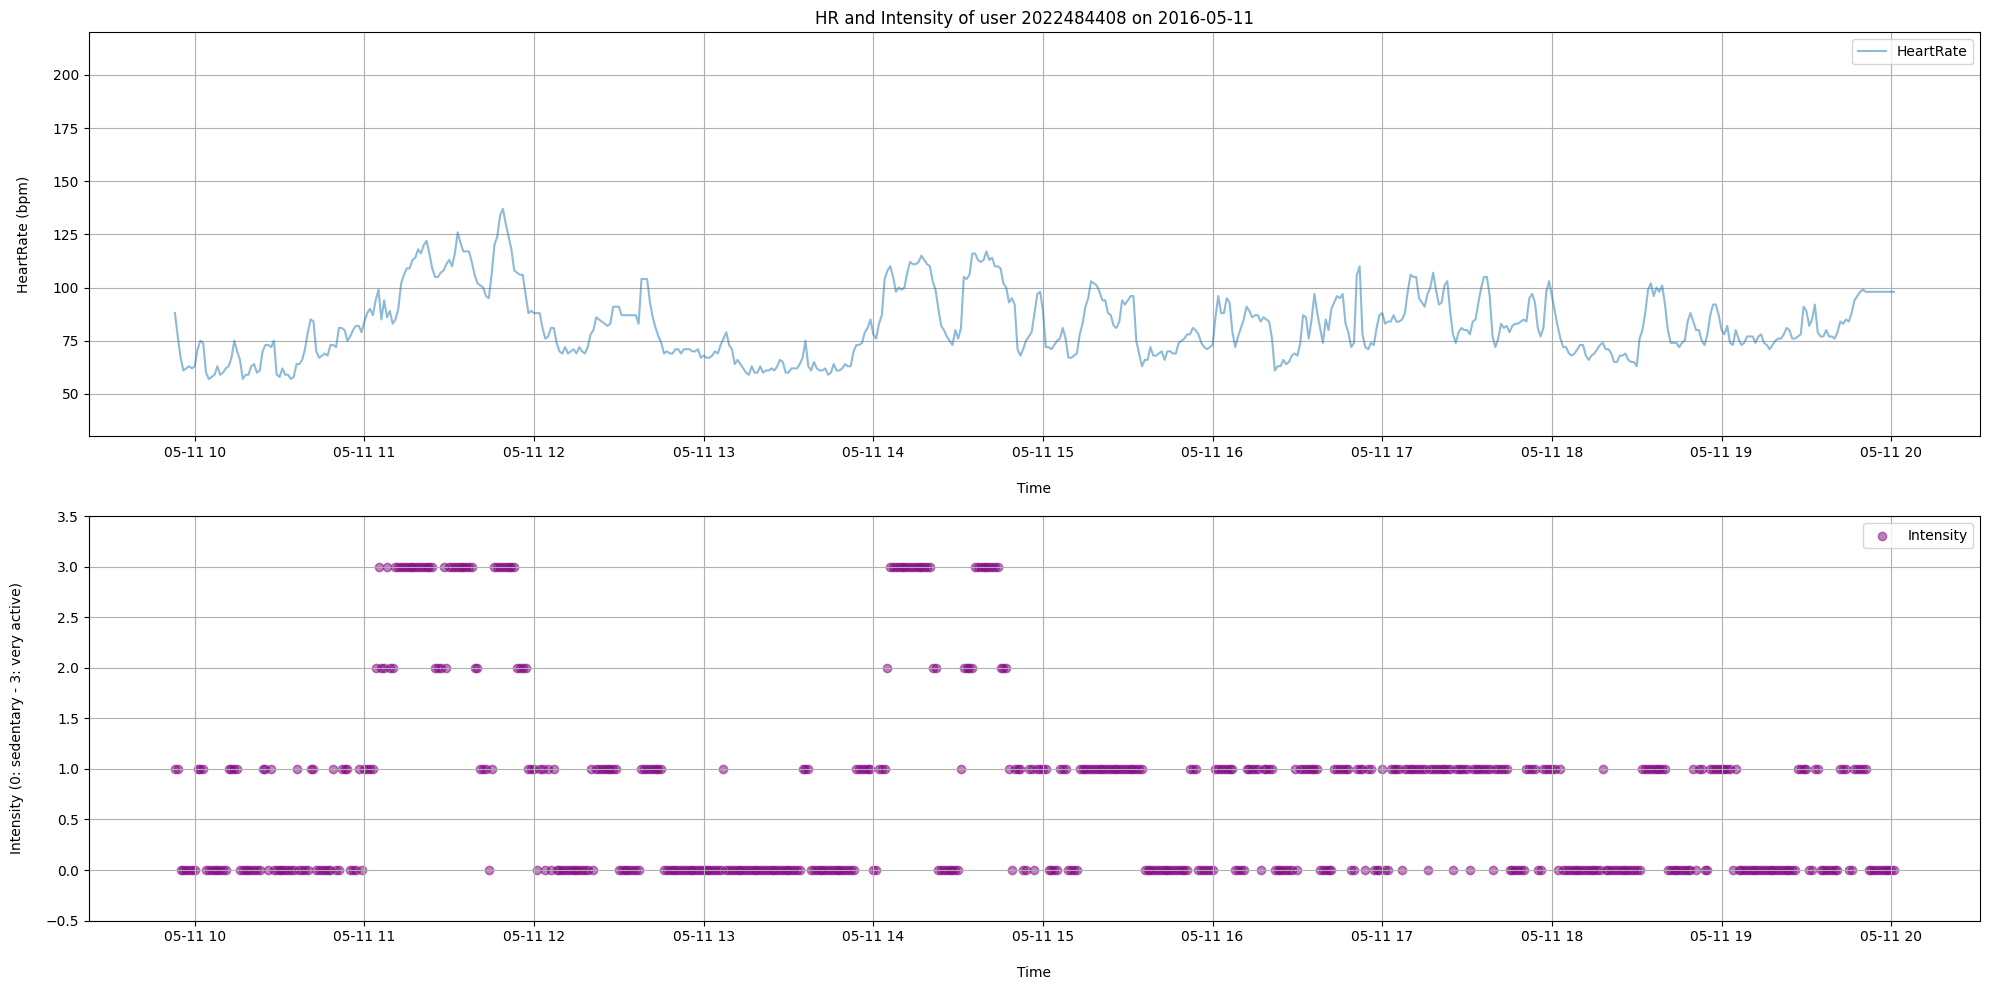 HR and Intensity of user 2022484408 on 2016-05-11
HeartRate
200
175
150
125
100
75
50
HeartRate (bpm)
05-11 10 05-11 11 05-11 12 05-11 13 05-11 14 05-11 15 05-11 16 05-11 17 05-11 18 05-11 19 05-11 20
Time
Intensity
3.5
3.0
2.5
2.0
1.5
1.0
0.5
0.0
−0.5
Intensity (0: sedentary - 3: very active)
05-11 10 05-11 11 05-11 12 05-11 13 05-11 14 05-11 15 05-11 16 05-11 17 05-11 18 05-11 19 05-11 20
Time